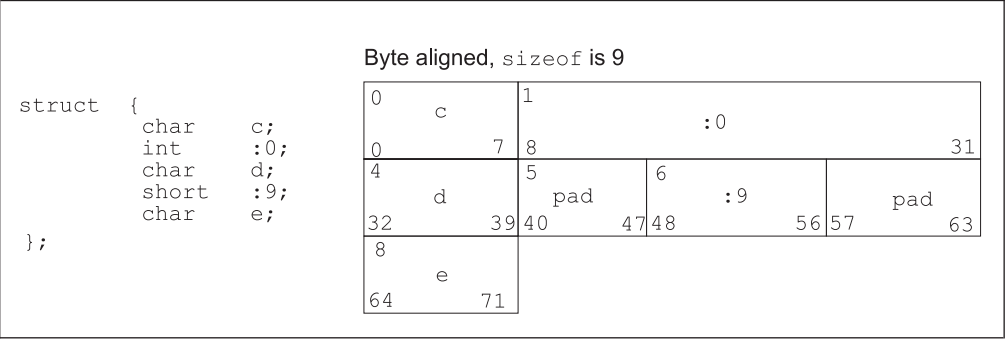 Byte aligned, sizeof is 9
struct {
char c;
int :0;
char d;
short :9;
char e;
};
0 1
c :0
0 7 8 31
4 5 6
d pad :9 pad
32 39 40 47 48 56 57 63
8
e
64 71